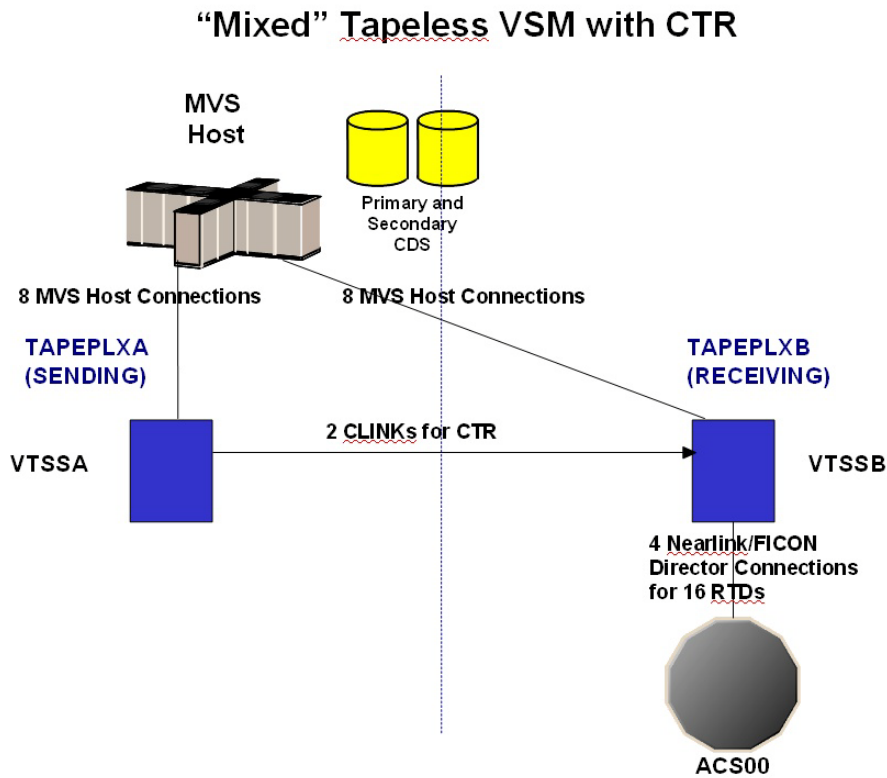 “Mixed” Tapeless VSM with CTR
MVS
Host
Primary and
Secondary
CDS
8 MVS Host Connections
8 MVS Host Connections
TAPEPLXA
(SENDING)
TAPEPLXB
(RECEIVING)
2 CLINKs for CTR
VTSSA
VTSSB
4 Nearlink/FICON
Director Connections
for 16 RTDs
ACS00